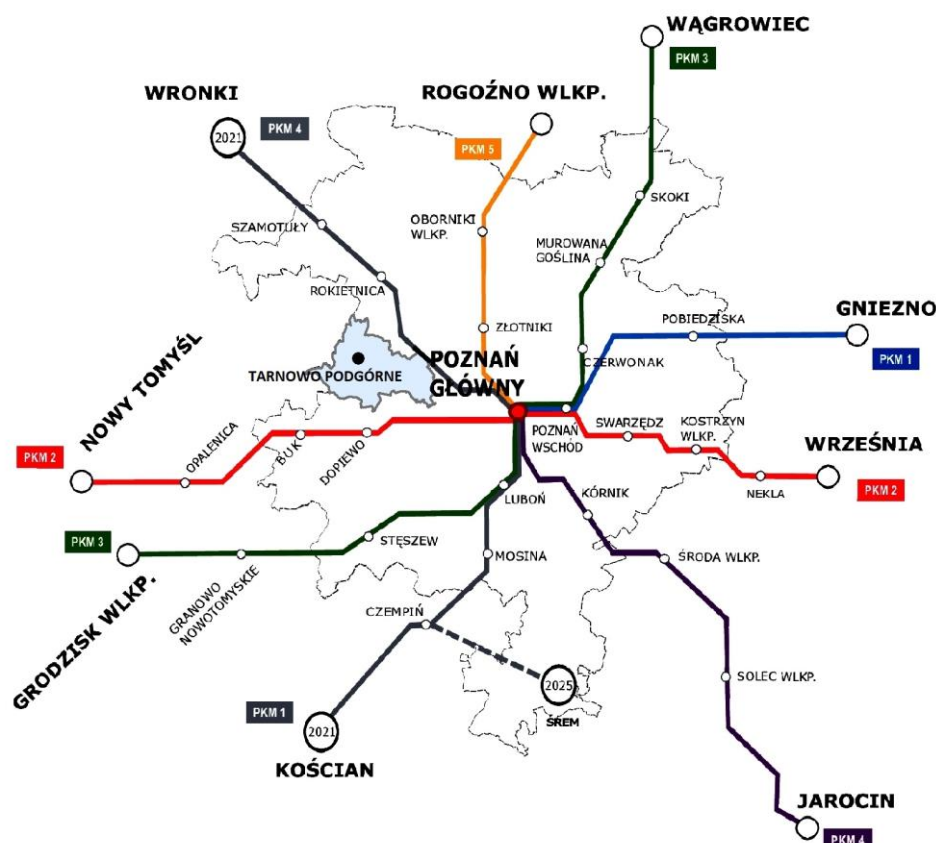 WĄGROWIEC
PKM 3
WRONKI
PKM 4
2021
ROGOŹNO WLKP.
PKM 5
SKOKI
SZAMOTUŁY
OBORNIKI
WLKP.
MUROWANA
GOŚLINA
ROKIETNICA
GNIEZNO
POBIEDZISKA
PKM 1
ZŁOTNIKI
CZERWONAK
NOWY TOMYŚL
POZNAŃ
GŁÓWNY
TARNOWO PODGÓRNE
PKM 2
OPALENICA
BUK
DOPIEWO
POZNAŃ
WSCHÓD
SWARZĘDZ
KOSTRZYN
WLKP.
WRZEŚNIA
NEKLA
PKM 2
LUBOŃ
KÓRNIK
PKM 3
STĘSZEW
MOSINA
ŚRODA WLKP.
GRODZISK WLKP.
GRANOWO
NOWOTOMYSKIE
CZEMPIŃ
SOLEC WLKP.
2025
ŚREM
PKM 1
2021
KOŚCIAN
JAROCIN
PKM 4